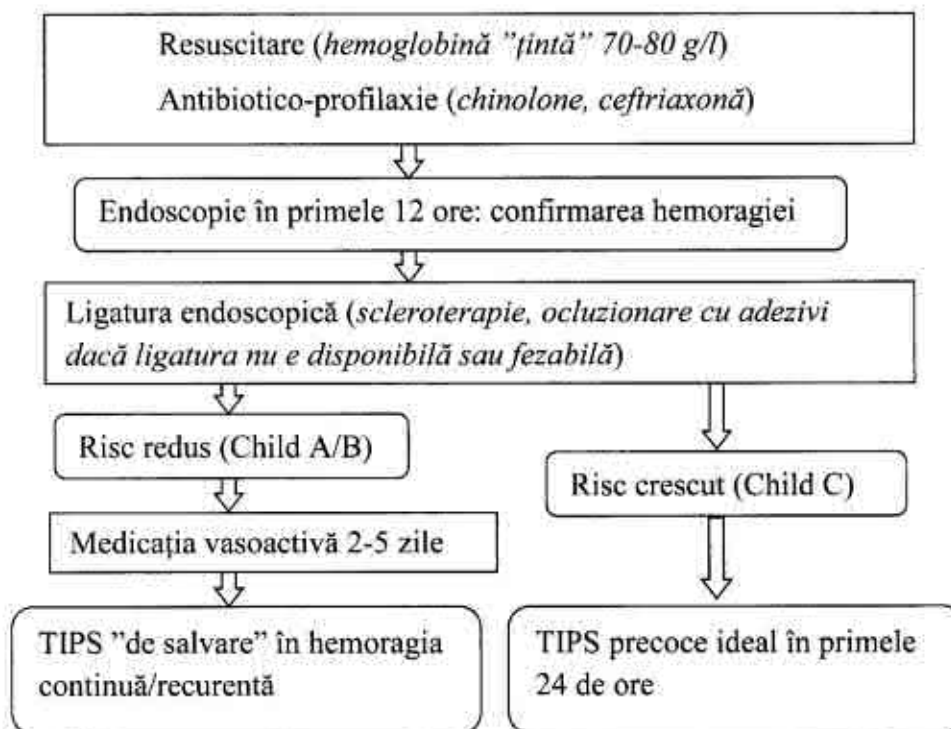 Resuscitare (hemoglobină ”țintă” 70-80 g/l)
Antibiotico-profilaxie (chinolone, ceftriaxonă)
Endoscopie în primele 12 ore: confirmarea hemoragiei
Ligatura endoscopică (scleroterapie, ocluzionare cu adezivi
dacă ligatura nu e disponibilă sau fezabilă)
Risc redus (Child A/B)
Risc crescut (Child C)
Medicația vasoactivă 2-5 zile
TIPS ”de salvare” în hemoragia
continuă/recurentă
TIPS precoce ideal în primele
24 de ore